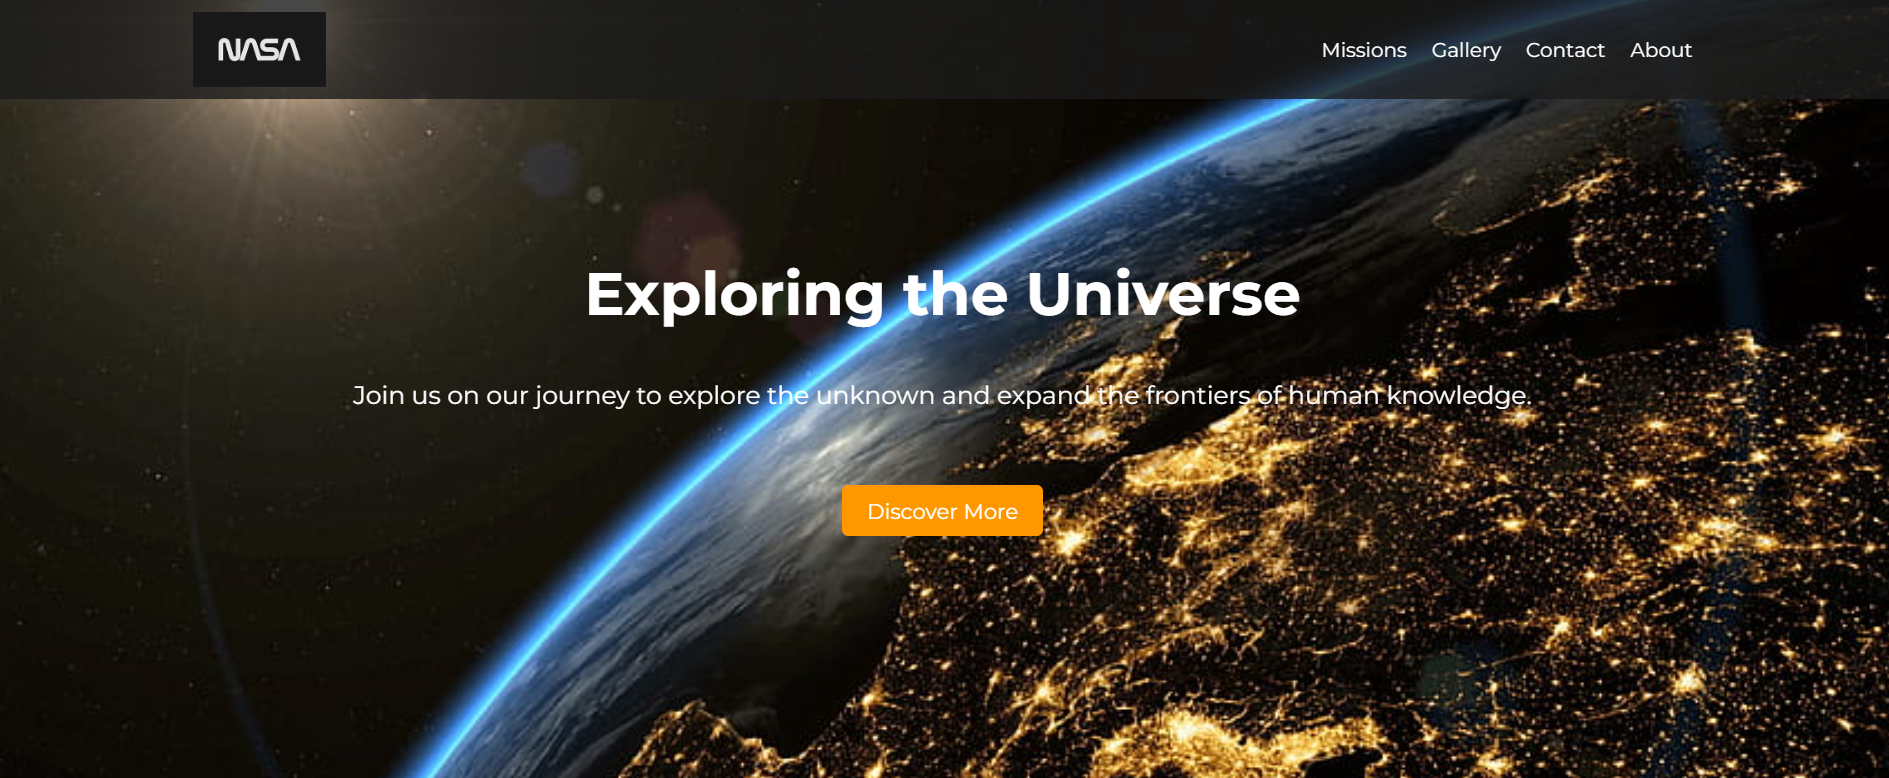 NASA
Missions Gallery Contact About
Exploring the Universe
Join us on our journey to explore the unknown and expand the frontiers of human knowledge.
Discover More